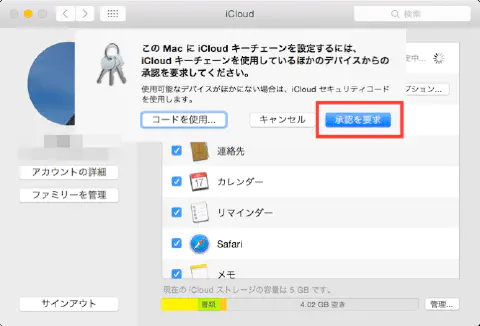 iCloud
検索
この Mac に iCloud キーチェーンを設定するには、
iCloud キーチェーンを使用しているほかのデバイスからの
承認を要求してください。
使用可能なデバイスがほかにない場合は、iCloud セキュリティコード
を使用します。
コードを使用...
キャンセル
承認を要求
定中...
プション...
アカウントの詳細
ファミリーを管理
連絡先
カレンダー
17
リマインダー
Safari
メモ
現在の iCloud ストレージの容量は 5 GB です。
書類
4.02 GB 空き
管理...
サインアウト